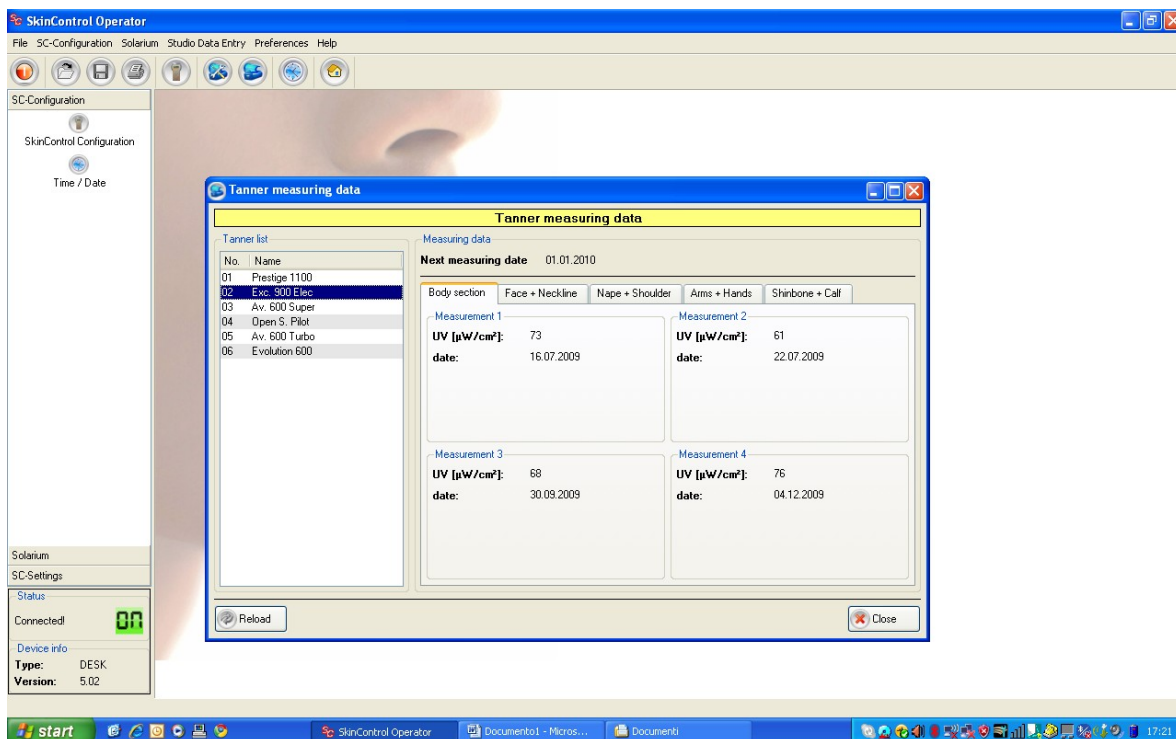 SkinControl Operator
File SC-Configuration Solarium Studio Data Entry Preferences Help
SC-Configuration
SkinControl Configuration
Time / Date
Tanner measuring data
Tanner measuring data
Tanner list
No. Name
01 Prestige 1100
02 Exc. 900 Elec
03 Av. 600 Super
04 Open S. Pilot
05 Av. 600 Turbo
06 Evolution 600
Measuring data
Next measuring date 01.01.2010
Body section Face + Neckline Nape + Shoulder Arms + Hands Shinbone + Calf
Measurement 1
UV [µW/cm²]: 73
date: 16.07.2009
Measurement 2
UV [µW/cm²]: 61
date: 22.07.2009
Measurement 3
UV [µW/cm²]: 68
date: 30.09.2009
Measurement 4
UV [µW/cm²]: 76
date: 04.12.2009
Reload
Close
Solarium
SC-Settings
Status
Connected! ON
Device info
Type: DESK
Version: 5.02
start SkinControl Operator Documento1 - Micros... Documenti 17:21